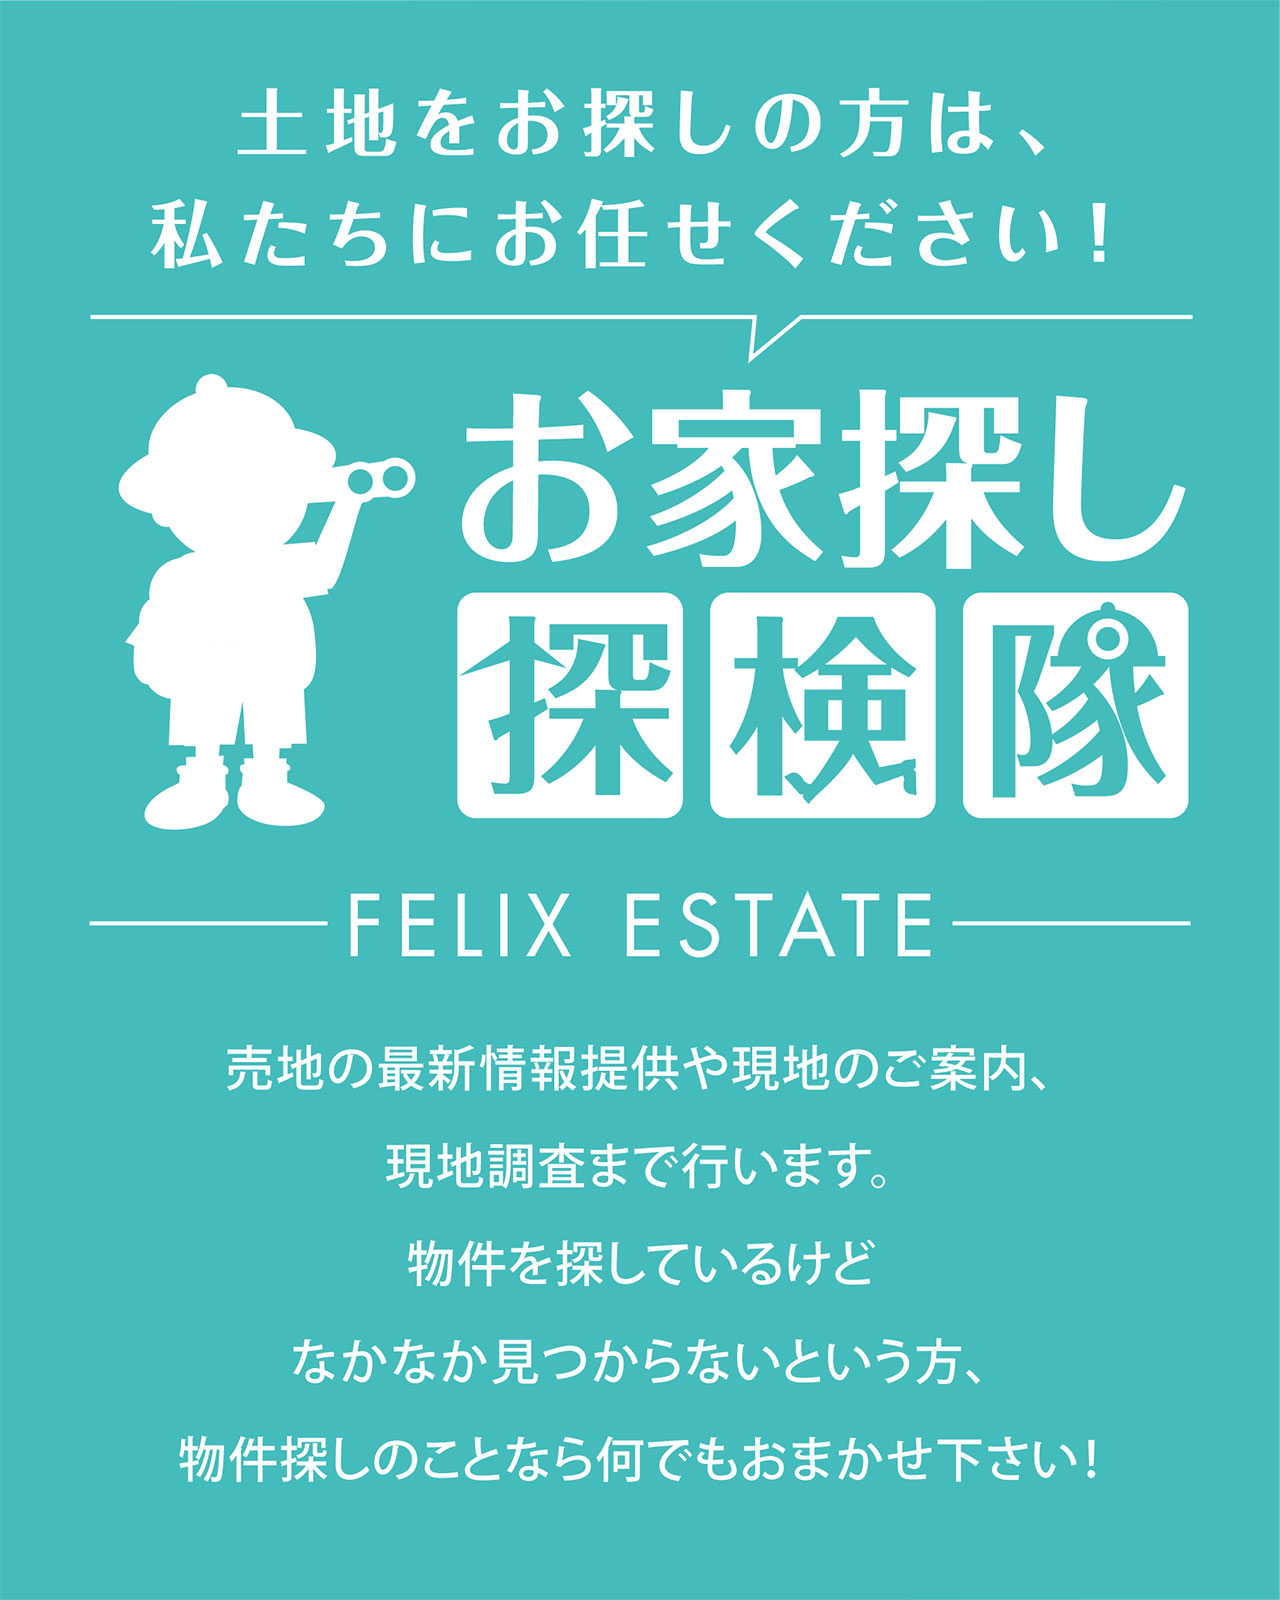 土地をお探しの方は、
私たちにお任せください！
お家探し
探検隊
FELIX ESTATE
売地の最新情報提供や現地のご案内、
現地調査まで行います。
物件を探しているけど
なかなか見つからないという方、
物件探しのことなら何でもおまかせ下さい！